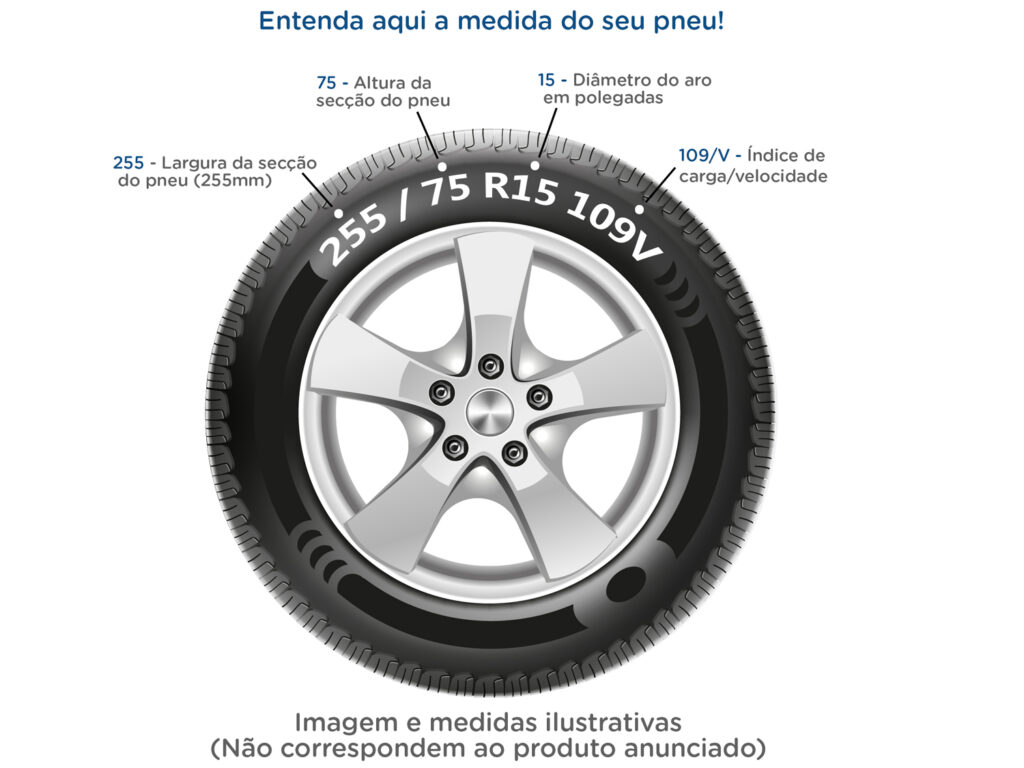 Entenda aqui a medida do seu pneu!
75 - Altura da
secção do pneu
15 - Diâmetro do aro
em polegadas
255 - Largura da secção
do pneu (255mm)
109/V - Índice de
carga/velocidade
255 / 75 R15 109V
Imagem e medidas ilustrativas
(Não correspondem ao produto anunciado)